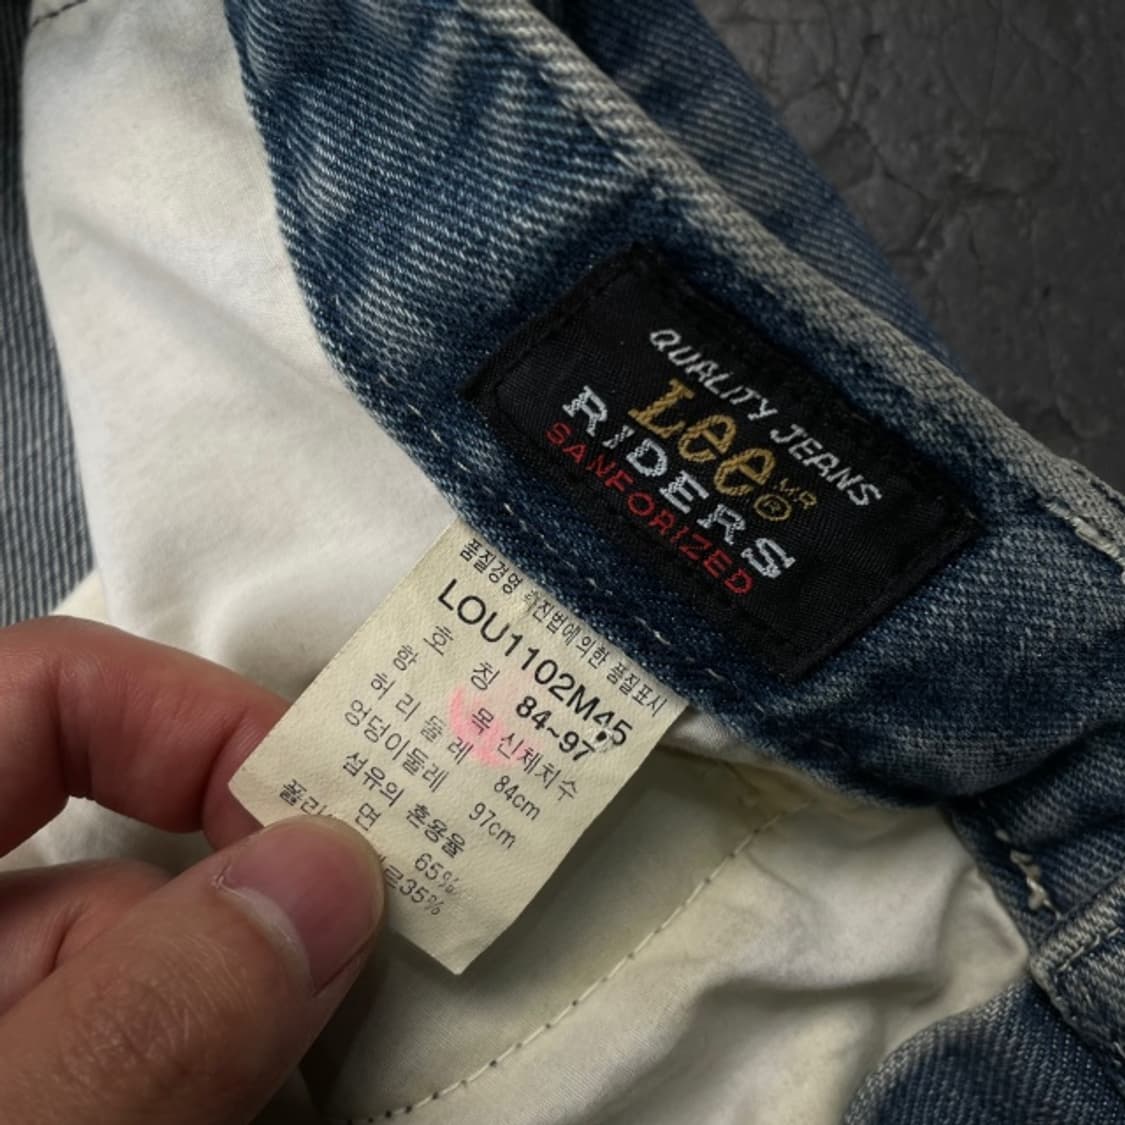 QUALITY JEANS
Lee® MR
RIDERS
SANFORIZED
품질경영 촉진법에 의한 품질표시
LOU1102M45
호 칭 84~97
항 목 신체치수
허 리 둘 레 84cm
엉덩이둘레 97cm
섬유의 혼용율
면 65%
35%